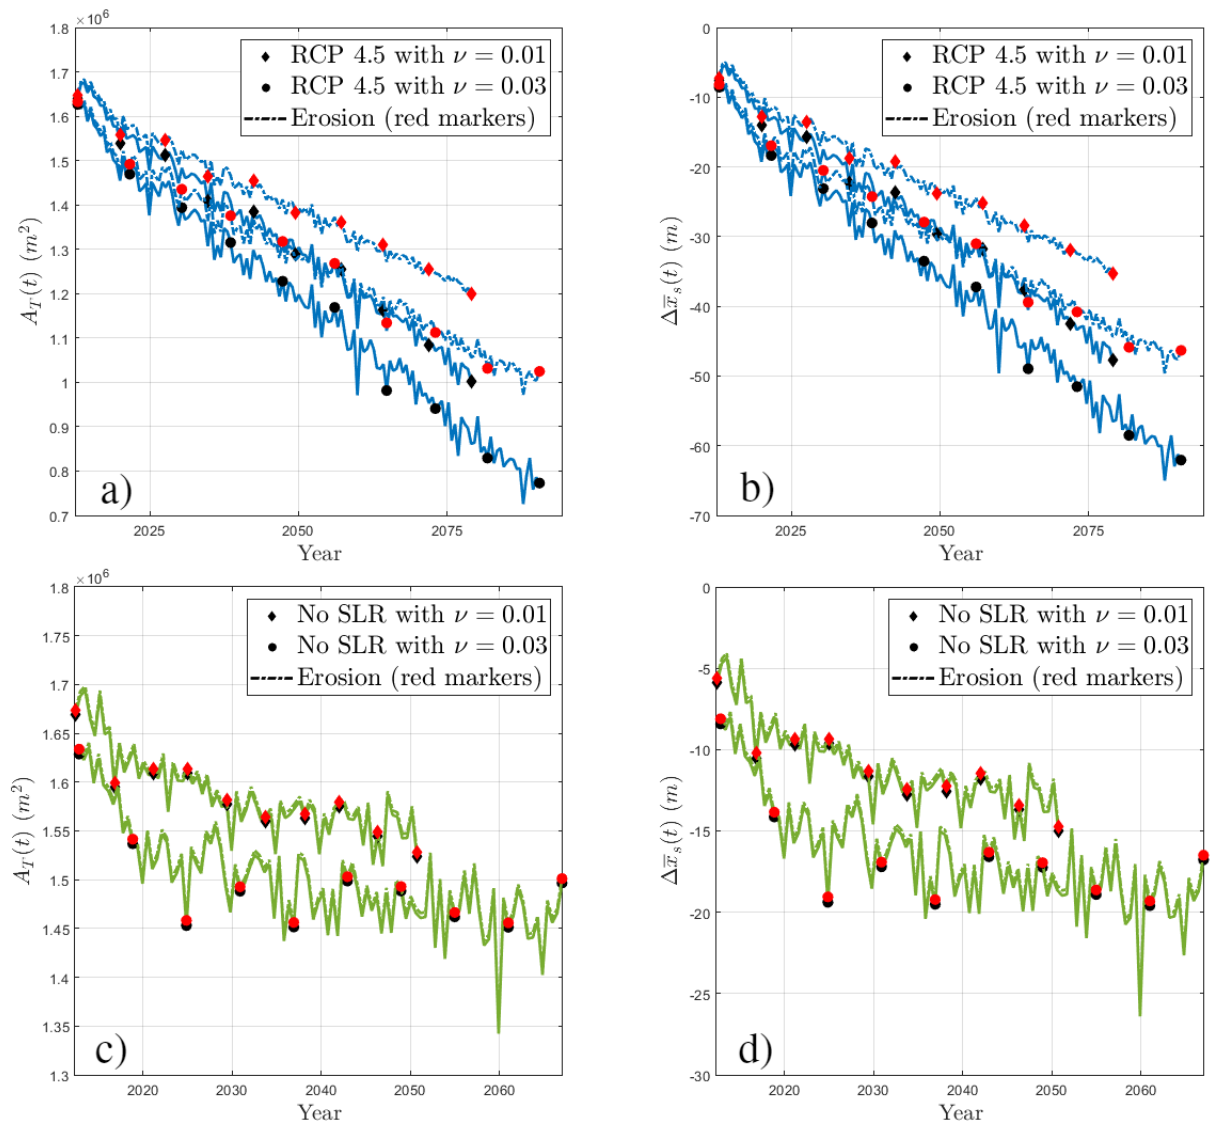 ×10⁶
1.8
1.7
1.6
1.5
1.4
1.3
1.2
1.1
1
0.9
0.8
0.7
A_T(t) (m²)
RCP 4.5 with ν = 0.01
RCP 4.5 with ν = 0.03
Erosion (red markers)
a)
2025 2050 2075
Year
0
-10
-20
-30
-40
-50
-60
-70
Δx̅_s(t) (m)
RCP 4.5 with ν = 0.01
RCP 4.5 with ν = 0.03
Erosion (red markers)
b)
2025 2050 2075
Year
×10⁶
1.8
1.75
1.7
1.65
1.6
1.55
1.5
1.45
1.4
1.35
1.3
A_T(t) (m²)
No SLR with ν = 0.01
No SLR with ν = 0.03
Erosion (red markers)
c)
2020 2030 2040 2050 2060
Year
0
-5
-10
-15
-20
-25
-30
Δx̅_s(t) (m)
No SLR with ν = 0.01
No SLR with ν = 0.03
Erosion (red markers)
d)
2020 2030 2040 2050 2060
Year